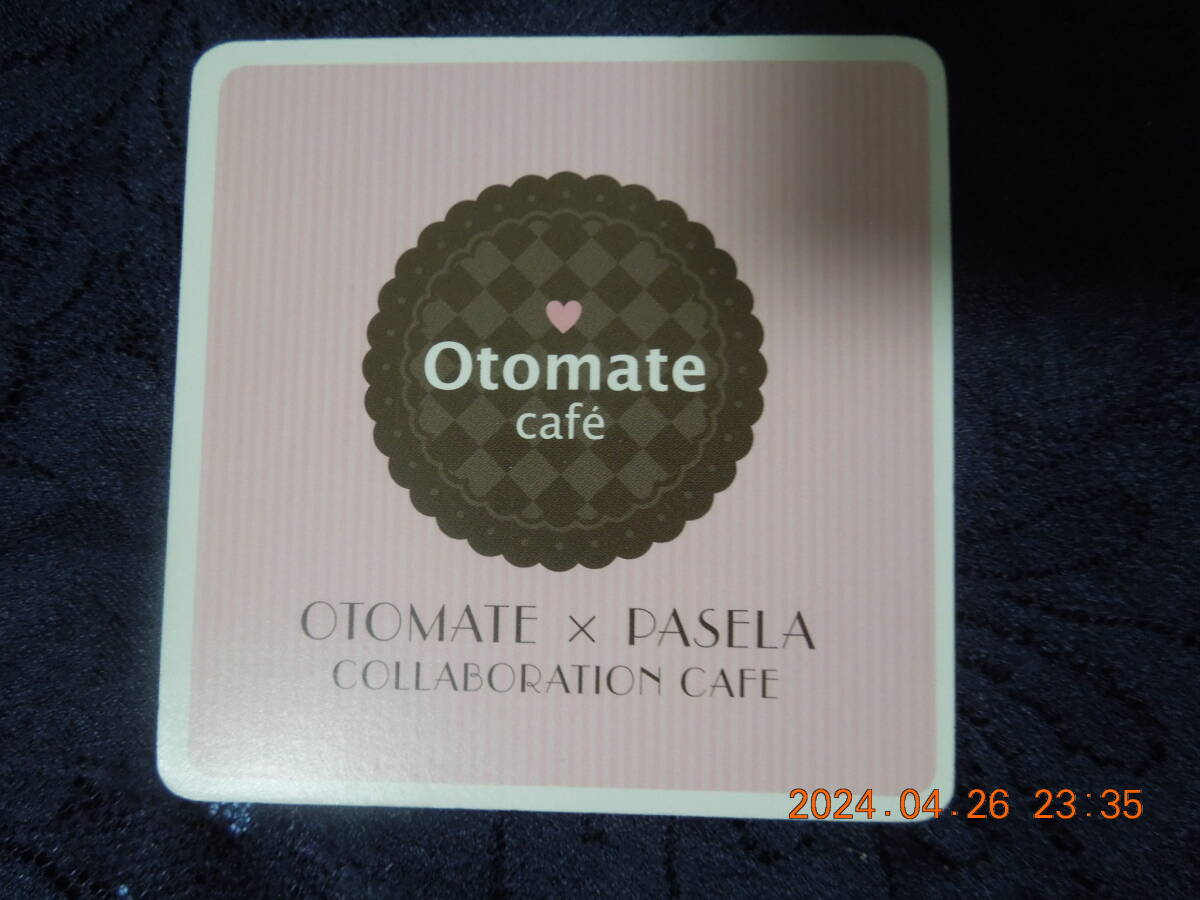 Otomate
café
OTOMATE × PASELA
COLLABORATION CAFE
2024.04.26 23:35